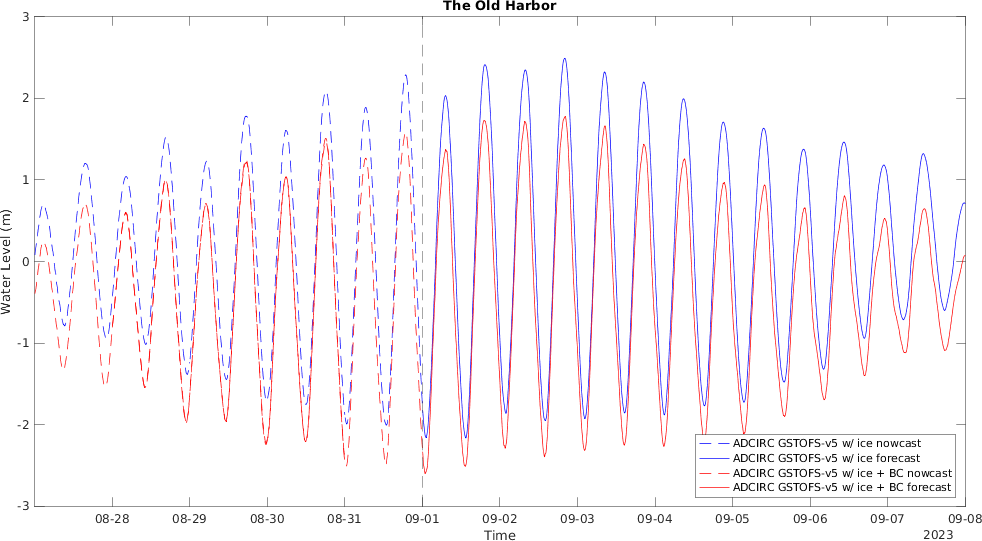 The Old Harbor
3
2
1
0
-1
-2
-3
Water Level (m)
ADCIRC GSTOFS-v5 w/ ice nowcast
ADCIRC GSTOFS-v5 w/ ice forecast
ADCIRC GSTOFS-v5 w/ ice + BC nowcast
ADCIRC GSTOFS-v5 w/ ice + BC forecast
08-28 08-29 08-30 08-31 09-01 09-02 09-03 09-04 09-05 09-06 09-07 09-08
Time
2023